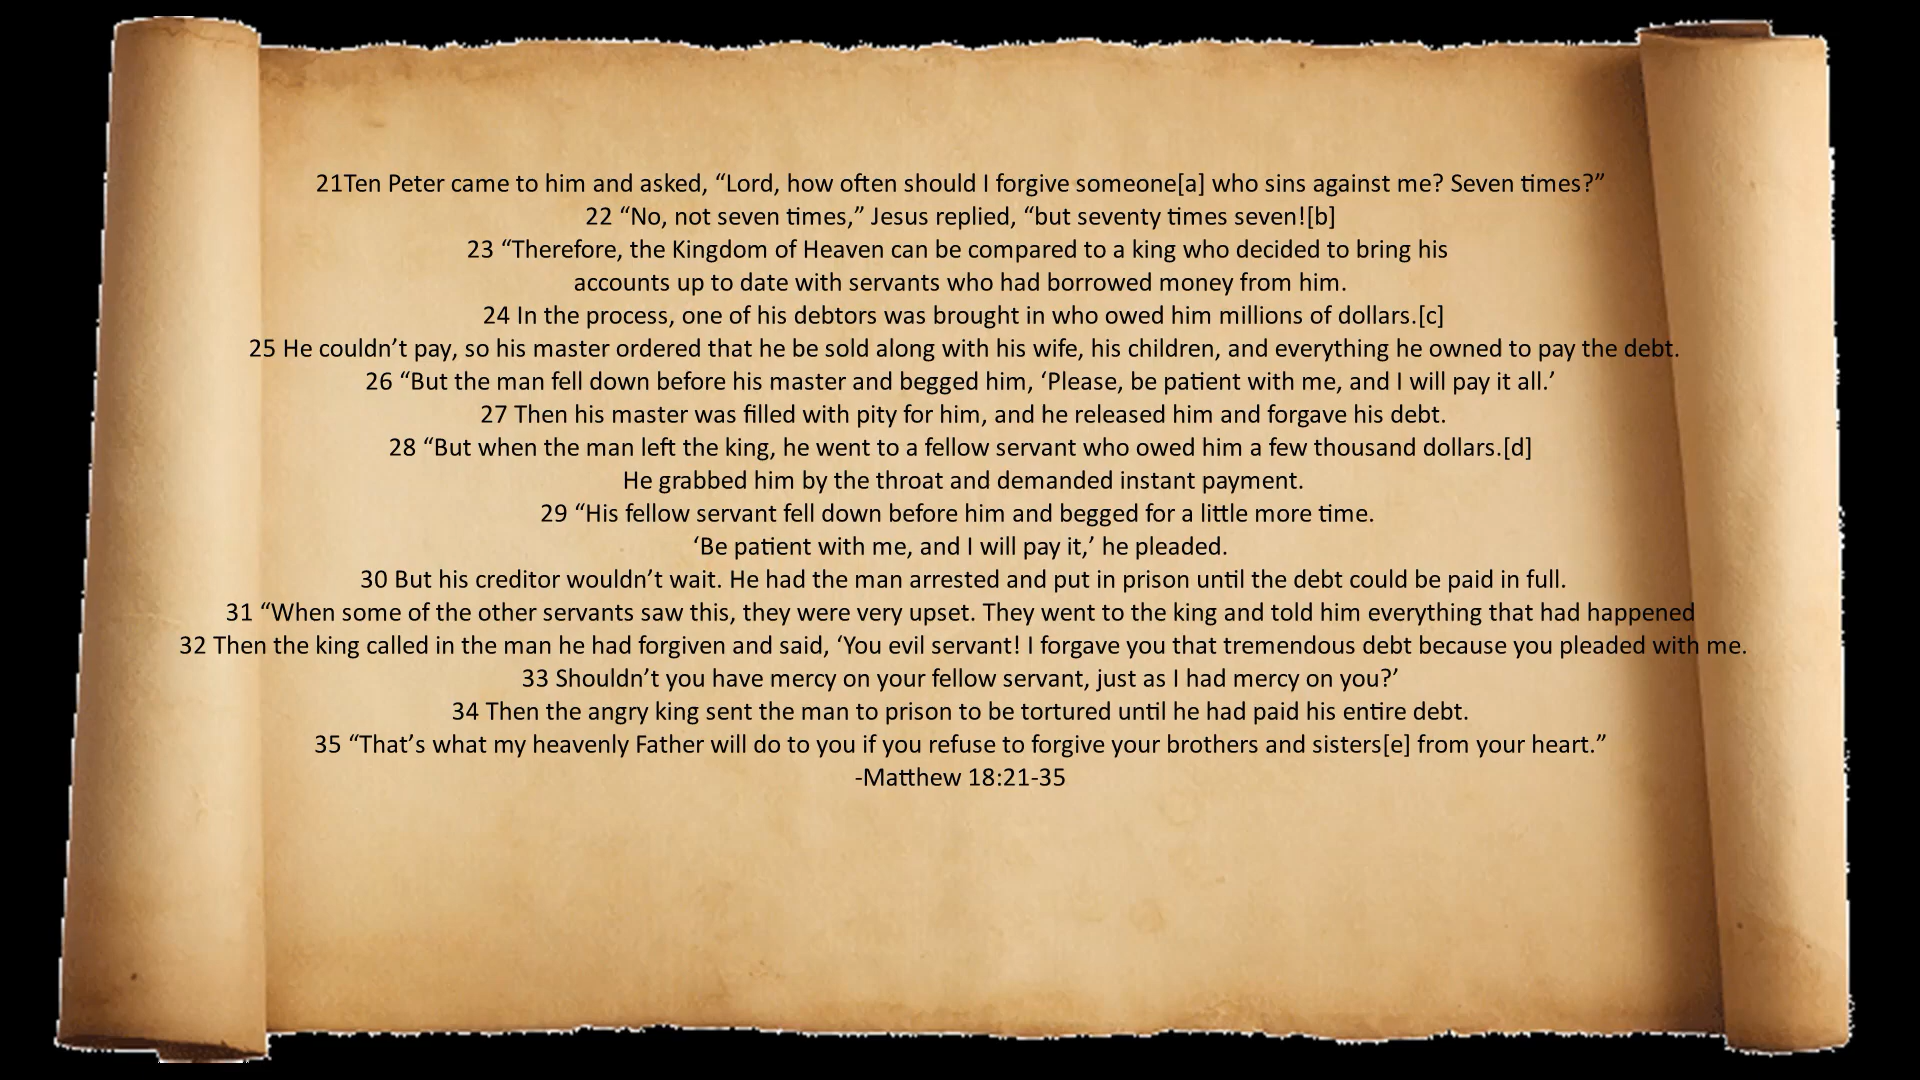 21Ten Peter came to him and asked, “Lord, how often should I forgive someone[a] who sins against me? Seven times?”
22 “No, not seven times,” Jesus replied, “but seventy times seven![b]
23 “Therefore, the Kingdom of Heaven can be compared to a king who decided to bring his
accounts up to date with servants who had borrowed money from him.
24 In the process, one of his debtors was brought in who owed him millions of dollars.[c]
25 He couldn’t pay, so his master ordered that he be sold along with his wife, his children, and everything he owned to pay the debt.
26 “But the man fell down before his master and begged him, ‘Please, be patient with me, and I will pay it all.’
27 Then his master was filled with pity for him, and he released him and forgave his debt.
28 “But when the man left the king, he went to a fellow servant who owed him a few thousand dollars.[d]
He grabbed him by the throat and demanded instant payment.
29 “His fellow servant fell down before him and begged for a little more time.
‘Be patient with me, and I will pay it,’ he pleaded.
30 But his creditor wouldn’t wait. He had the man arrested and put in prison until the debt could be paid in full.
31 “When some of the other servants saw this, they were very upset. They went to the king and told him everything that had happened
32 Then the king called in the man he had forgiven and said, ‘You evil servant! I forgave you that tremendous debt because you pleaded with me.
33 Shouldn’t you have mercy on your fellow servant, just as I had mercy on you?’
34 Then the angry king sent the man to prison to be tortured until he had paid his entire debt.
35 “That’s what my heavenly Father will do to you if you refuse to forgive your brothers and sisters[e] from your heart.”
-Matthew 18:21-35